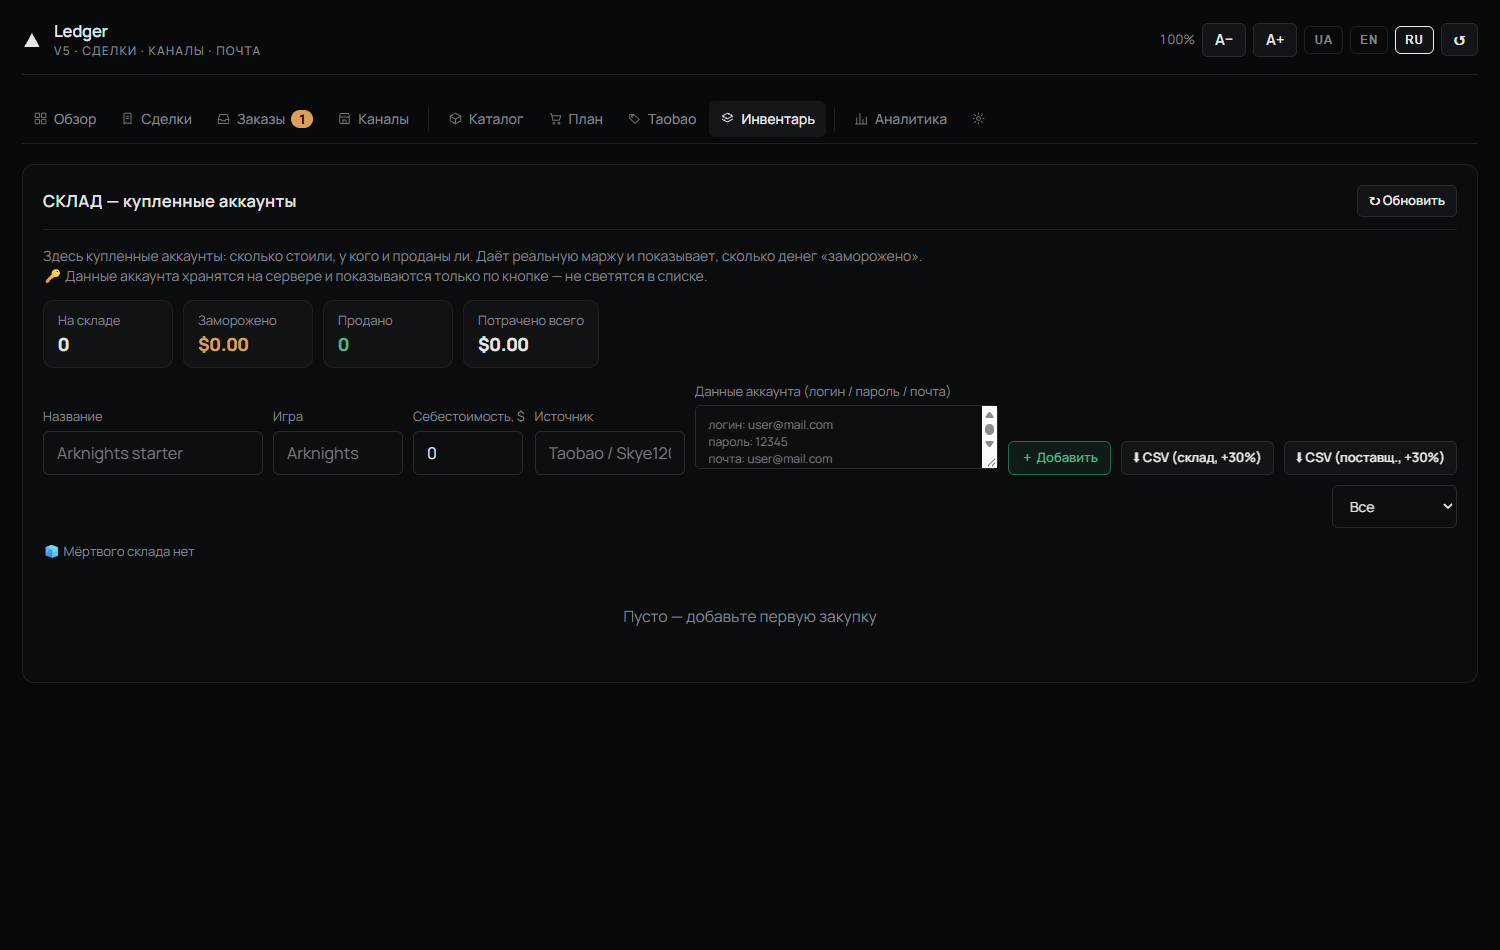 Ledger
V5 · СДЕЛКИ · КАНАЛЫ · ПОЧТА
100% A− A+ UA EN RU
Обзор Сделки Заказы 1 Каналы Каталог План Taobao Инвентарь Аналитика
СКЛАД — купленные аккаунты
↻ Обновить
Здесь купленные аккаунты: сколько стоили, у кого и проданы ли. Даёт реальную маржу и показывает, сколько денег «заморожено».
🔑 Данные аккаунта хранятся на сервере и показываются только по кнопке — не светятся в списке.
На складе Заморожено Продано Потрачено всего
0 $0.00 0 $0.00
Данные аккаунта (логин / пароль / почта)
Название Игра Себестоимость, $ Источник
логин: user@mail.com
пароль: 12345
почта: user@mail.com
Arknights starter Arknights 0 Taobao / Skye12
+ Добавить ⬇ CSV (склад, +30%) ⬇ CSV (поставщ., +30%)
Все
🧊 Мёртвого склада нет
Пусто — добавьте первую закупку